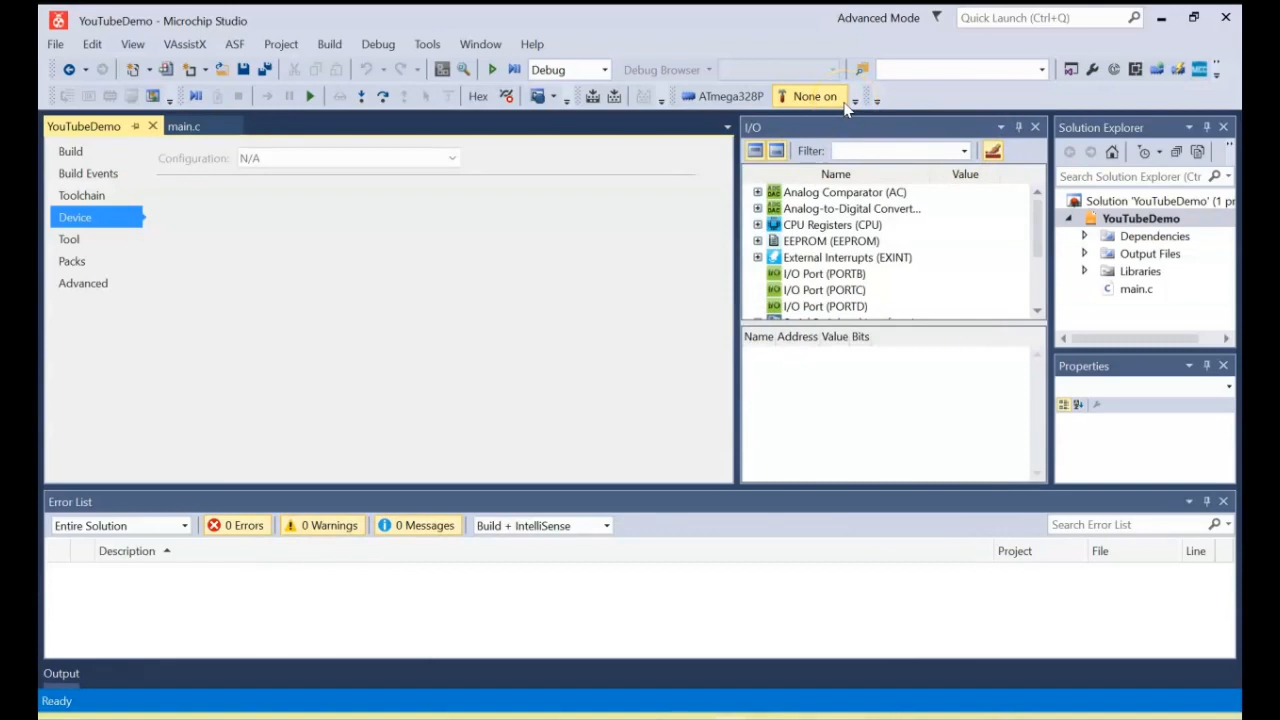 YouTubeDemo - Microchip Studio
Advanced Mode
Quick Launch (Ctrl+Q)
File Edit View VAssistX ASF Project Build Debug Tools Window Help
Debug
Debug Browser
Hex
ATmega328P
None on
YouTubeDemo
main.c
Build
Build Events
Toolchain
Device
Tool
Packs
Advanced
Configuration: N/A
I/O
Filter:
Name Value
Analog Comparator (AC)
Analog-to-Digital Convert...
CPU Registers (CPU)
EEPROM (EEPROM)
External Interrupts (EXINT)
I/O Port (PORTB)
I/O Port (PORTC)
I/O Port (PORTD)
Name Address Value Bits
Solution Explorer
Search Solution Explorer (Ctr
Solution 'YouTubeDemo' (1 pr
YouTubeDemo
Dependencies
Output Files
Libraries
main.c
Properties
Error List
Entire Solution
0 Errors
0 Warnings
0 Messages
Build + IntelliSense
Search Error List
Description Project File Line
Output
Ready